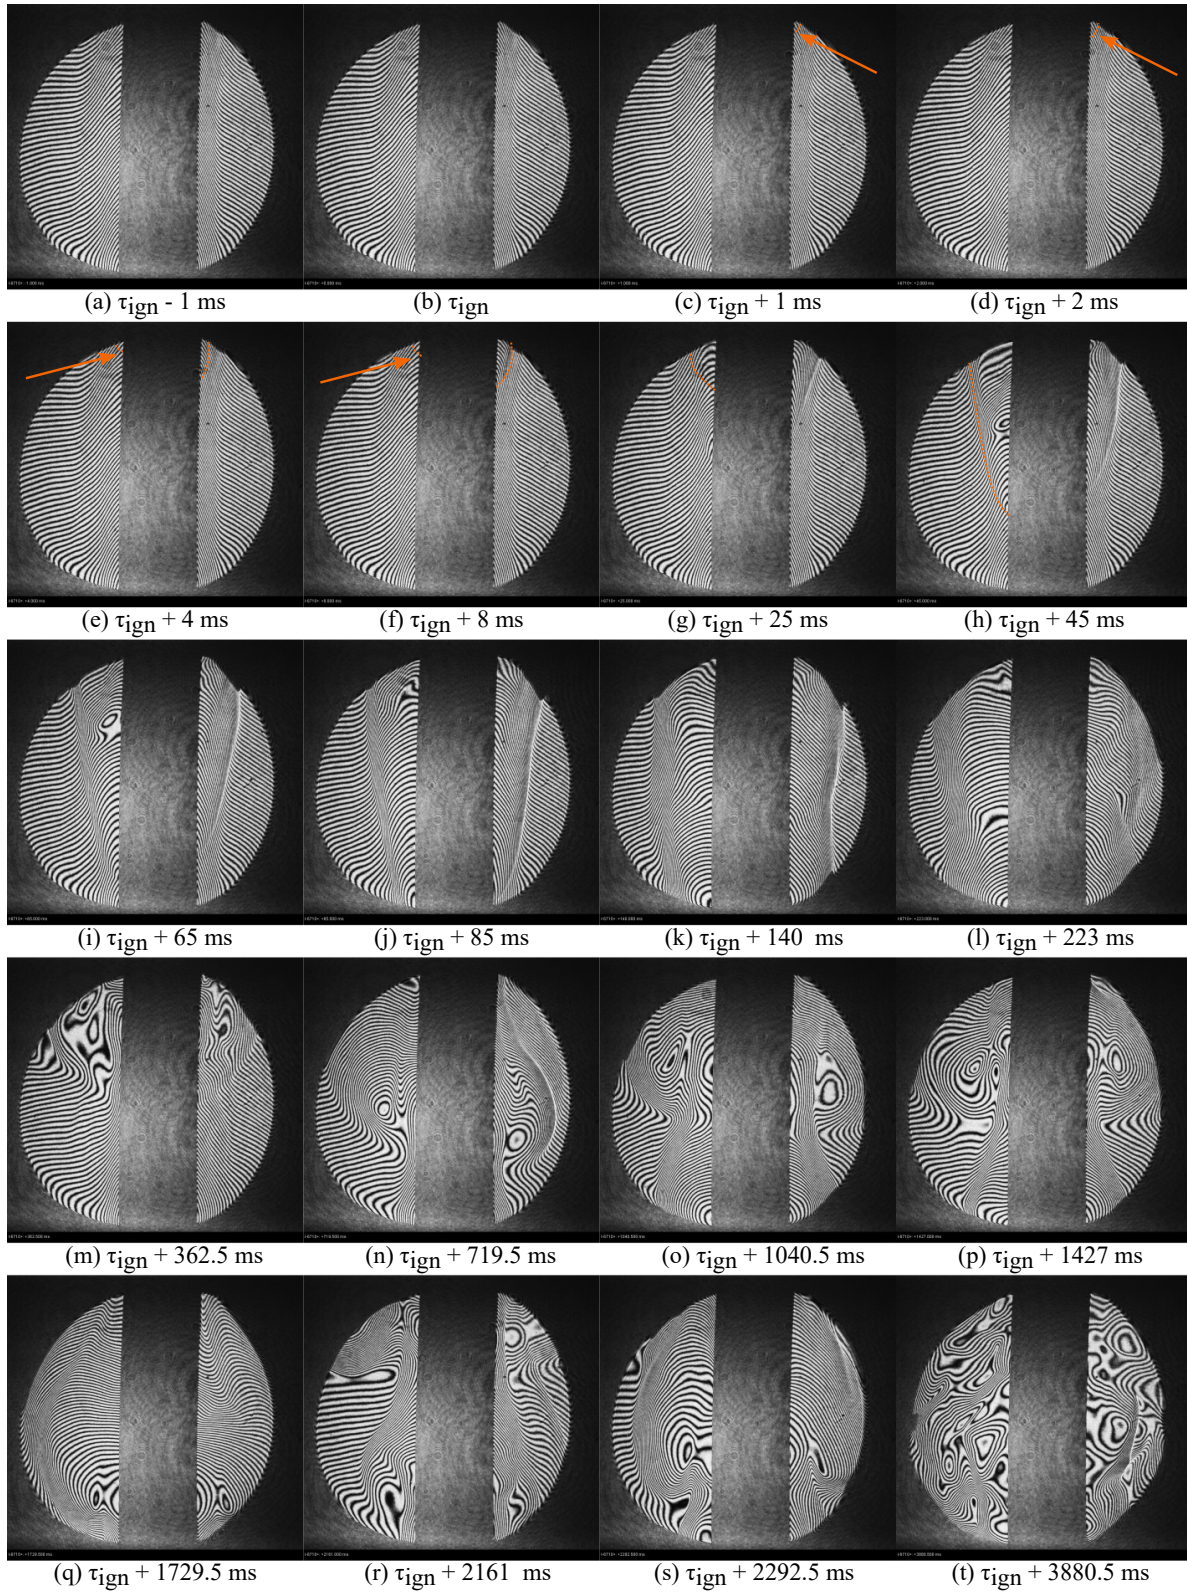 (a) τign - 1 ms
(b) τign
(c) τign + 1 ms
(d) τign + 2 ms
(e) τign + 4 ms
(f) τign + 8 ms
(g) τign + 25 ms
(h) τign + 45 ms
(i) τign + 65 ms
(j) τign + 85 ms
(k) τign + 140 ms
(l) τign + 223 ms
(m) τign + 362.5 ms
(n) τign + 719.5 ms
(o) τign + 1040.5 ms
(p) τign + 1427 ms
(q) τign + 1729.5 ms
(r) τign + 2161 ms
(s) τign + 2292.5 ms
(t) τign + 3880.5 ms